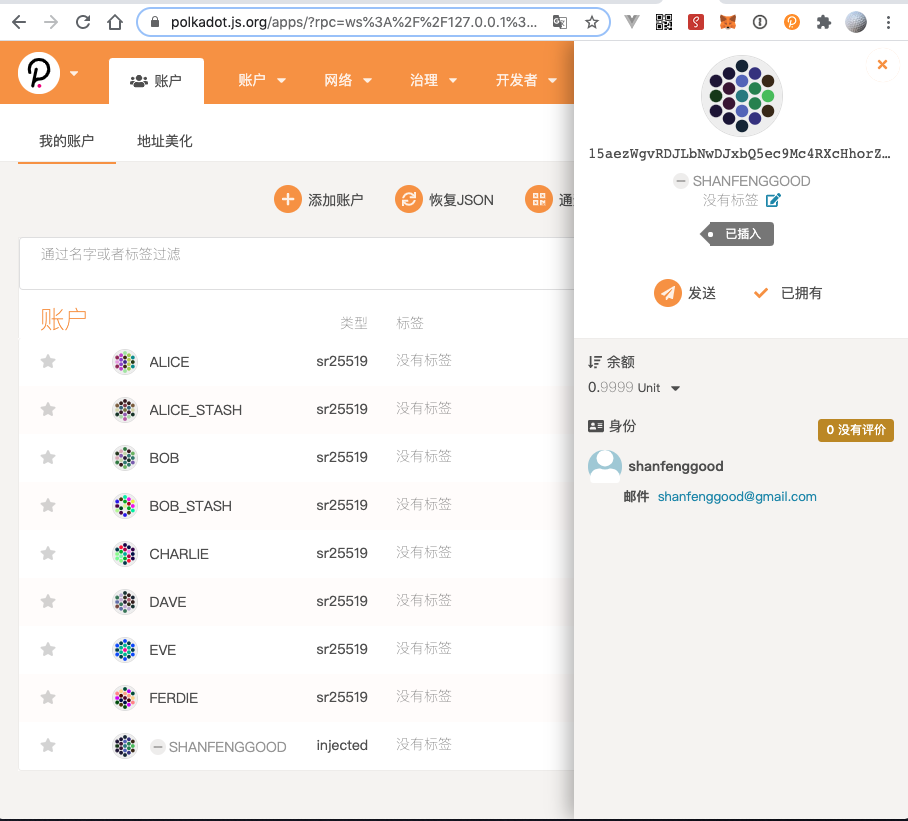 polkadot.js.org/apps/?rpc=ws%3A%2F%2F127.0.0.1%3...
账户
账户 网络 治理 开发者
我的账户 地址美化
添加账户 恢复JSON 通
通过名字或者标签过滤
账户 类型 标签
ALICE sr25519 没有标签
ALICE_STASH sr25519 没有标签
BOB sr25519 没有标签
BOB_STASH sr25519 没有标签
CHARLIE sr25519 没有标签
DAVE sr25519 没有标签
EVE sr25519 没有标签
FERDIE sr25519 没有标签
SHANFENGGOOD injected 没有标签
15aezWgvRDJLbNwDJxbQ5ec9Mc4RXcHhorZ…
SHANFENGGOOD
没有标签
已插入
发送 已拥有
余额
0.9999 Unit
身份
0 没有评价
shanfenggood
邮件 shanfenggood@gmail.com